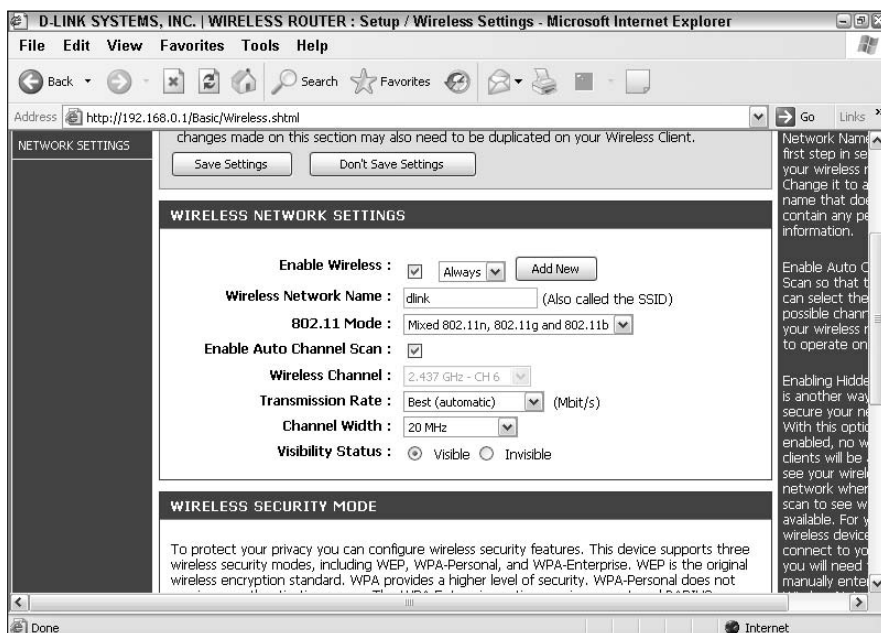 D-LINK SYSTEMS, INC. | WIRELESS ROUTER : Setup / Wireless Settings - Microsoft Internet Explorer
File Edit View Favorites Tools Help
Back Search Favorites
Address http://192.168.0.1/Basic/Wireless.shtml Go Links
NETWORK SETTINGS
changes made on this section may also need to be duplicated on your Wireless Client.
Save Settings Don't Save Settings
WIRELESS NETWORK SETTINGS
Enable Wireless : Always Add New
Wireless Network Name : dlink (Also called the SSID)
802.11 Mode : Mixed 802.11n, 802.11g and 802.11b
Enable Auto Channel Scan :
Wireless Channel : 2.437 GHz - CH 6
Transmission Rate : Best (automatic) (Mbit/s)
Channel Width : 20 MHz
Visibility Status : Visible Invisible
WIRELESS SECURITY MODE
To protect your privacy you can configure wireless security features. This device supports three
wireless security modes, including WEP, WPA-Personal, and WPA-Enterprise. WEP is the original
wireless encryption standard. WPA provides a higher level of security. WPA-Personal does not
Network Name
first step in se
your wireless r
Change it to a
name that doe
contain any pe
information.
Enable Auto C
Scan so that t
can select the
possible chann
your wireless r
to operate on
Enabling Hidde
is another way
secure your ne
With this optio
enabled, no w
clients will be
see your wirel
network when
scan to see w
available. For y
wireless device
connect to yo
you will need
manually enter
Done Internet